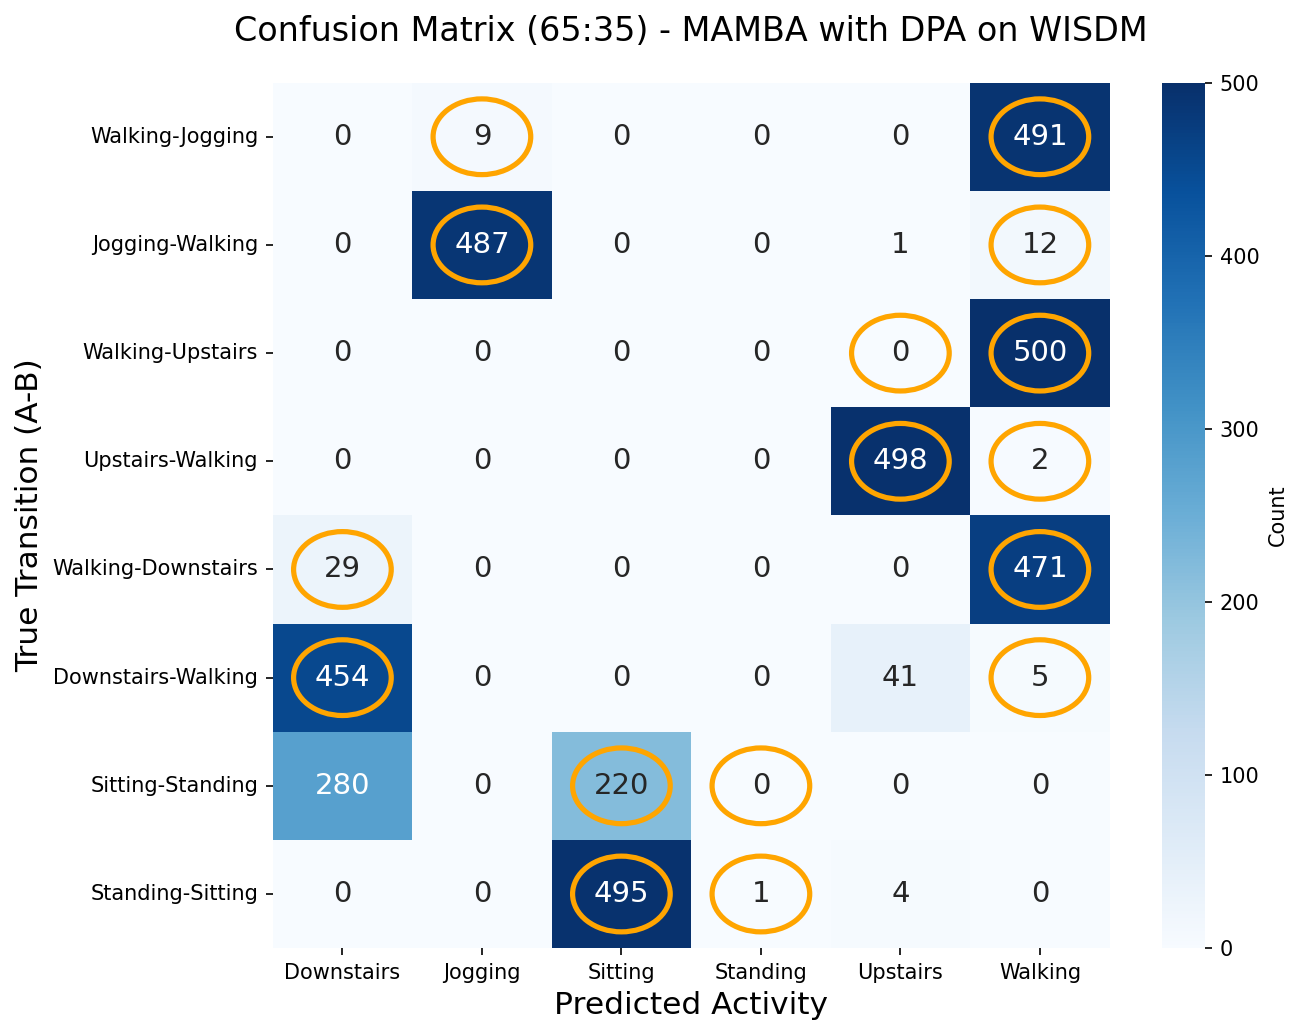 Confusion Matrix (65:35) - MAMBA with DPA on WISDM
True Transition (A-B)
Walking-Jogging 0 9 0 0 0 491
Jogging-Walking 0 487 0 0 1 12
Walking-Upstairs 0 0 0 0 0 500
Upstairs-Walking 0 0 0 0 498 2
Walking-Downstairs 29 0 0 0 0 471
Downstairs-Walking 454 0 0 0 41 5
Sitting-Standing 280 0 220 0 0 0
Standing-Sitting 0 0 495 1 4 0
Downstairs Jogging Sitting Standing Upstairs Walking
Predicted Activity
500
400
300
200
100
0
Count